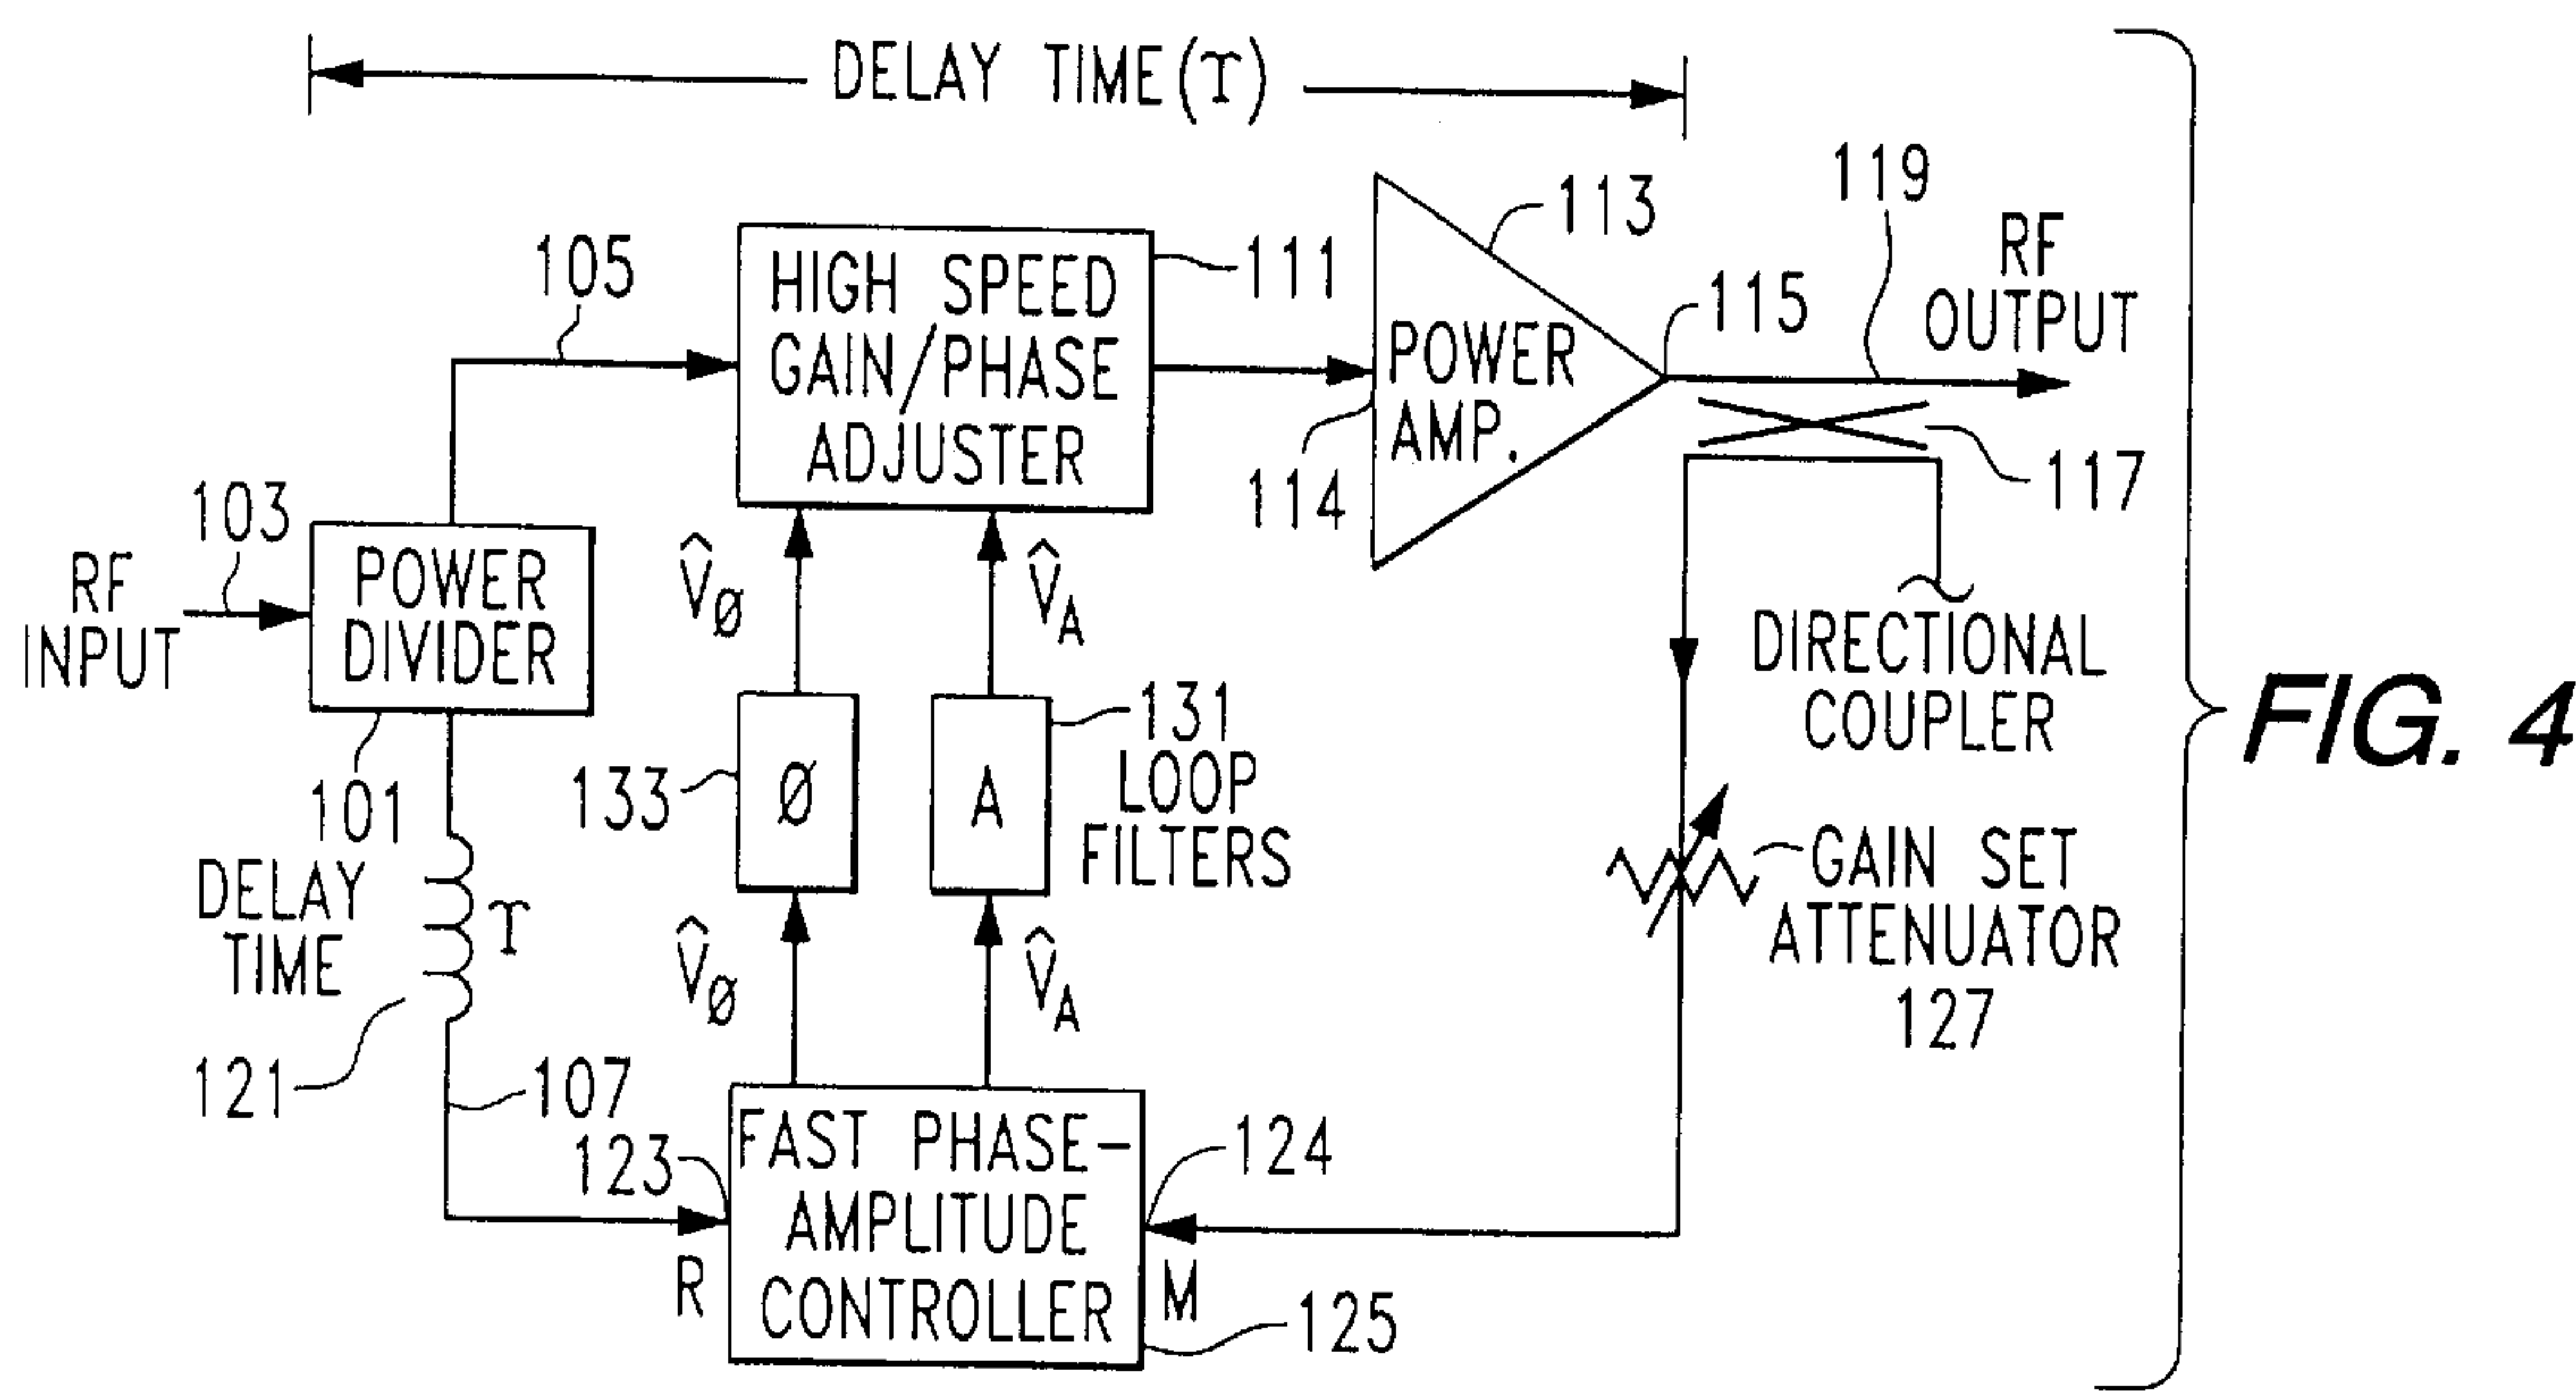 DELAY TIME(τ)
119
113
RF
OUTPUT
105
HIGH SPEED
GAIN/PHASE
ADJUSTER
111
115
POWER
AMP.
114
117
103
RF
INPUT
POWER
DIVIDER
V̂Ø
V̂A
DIRECTIONAL
COUPLER
FIG. 4
101
133
Ø
A
131
LOOP
FILTERS
DELAY
TIME
τ
GAIN SET
ATTENUATOR
127
V̂Ø
V̂A
121
107
123
124
FAST PHASE-
AMPLITUDE
CONTROLLER
R
M
125